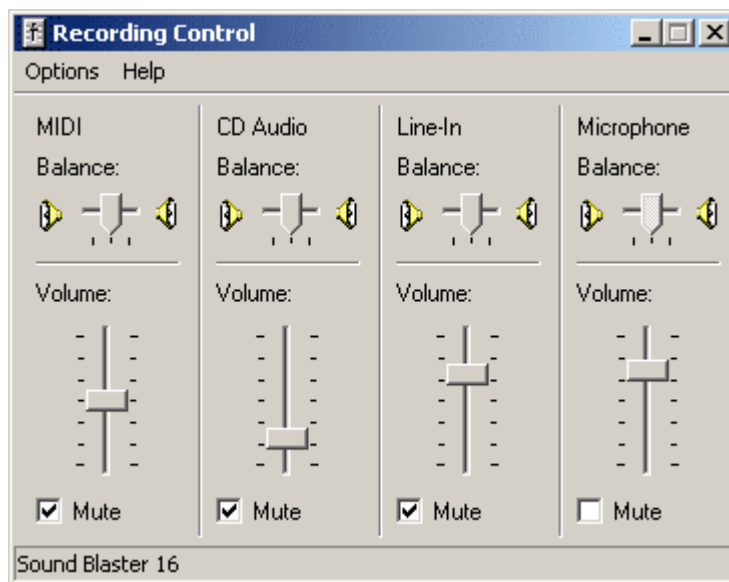 Recording Control
Options Help
MIDI CD Audio Line-In Microphone
Balance: Balance: Balance: Balance:
Volume: Volume: Volume: Volume:
Mute Mute Mute Mute
Sound Blaster 16